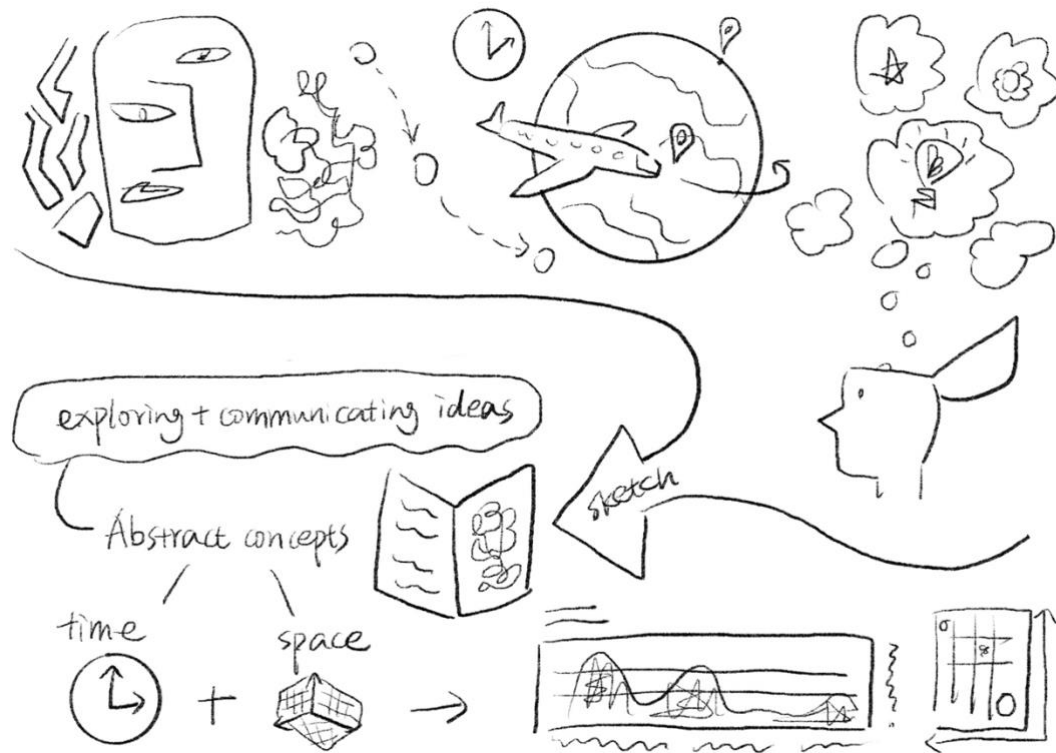 exploring + communicating ideas
sketch
Abstract concepts
time
space
+